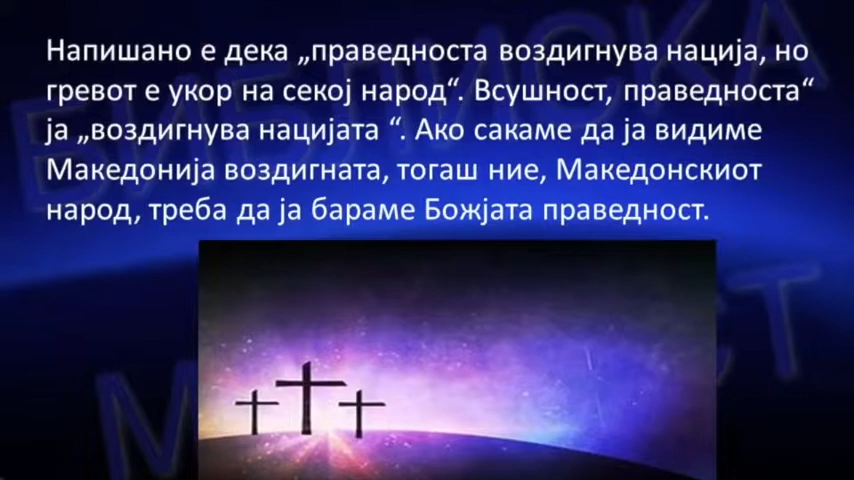 БИБЛИСКА
Напишано е дека „праведноста воздигнува нација, но
гревот е укор на секој народ“. Всушност, праведноста“
ја „воздигнува нацијата “. Ако сакаме да ја видиме
Македонија воздигната, тогаш ние, Македонскиот
народ, треба да ја бараме Божјата праведност.